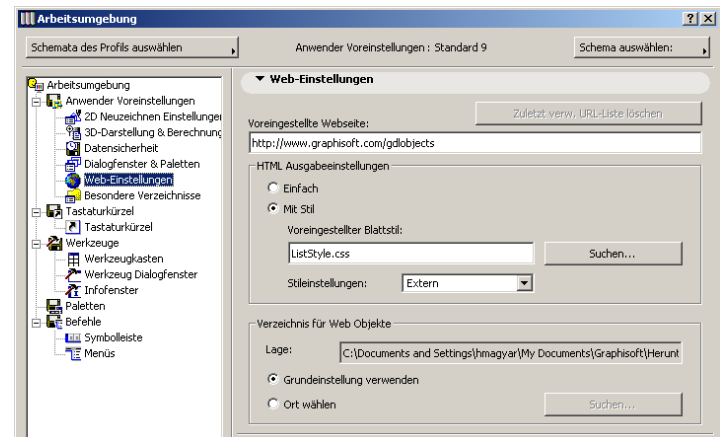 Arbeitsumgebung
Schemata des Profils auswählen
Anwender Voreinstellungen : Standard 9
Schema auswählen:
Arbeitsumgebung
Anwender Voreinstellungen
2D Neuzeichnen Einstellungen
3D-Darstellung & Berechnung
Datensicherheit
Dialogfenster & Paletten
Web-Einstellungen
Besondere Verzeichnisse
Tastaturkürzel
Tastaturkürzel
Werkzeuge
Werkzeugkasten
Werkzeug Dialogfenster
Infofenster
Paletten
Befehle
Symbolleiste
Menüs
Web-Einstellungen
Zuletzt verw. URL-Liste löschen
Voreingestellte Webseite:
http://www.graphisoft.com/gdlobjects
HTML Ausgabeeinstellungen
Einfach
Mit Stil
Voreingestellter Blattstil:
ListStyle.css
Suchen...
Stileinstellungen:
Extern
Verzeichnis für Web Objekte
Lage:
C:\Documents and Settings\hmagyar\My Documents\Graphisoft\Herunt
Grundeinstellung verwenden
Ort wählen
Suchen...